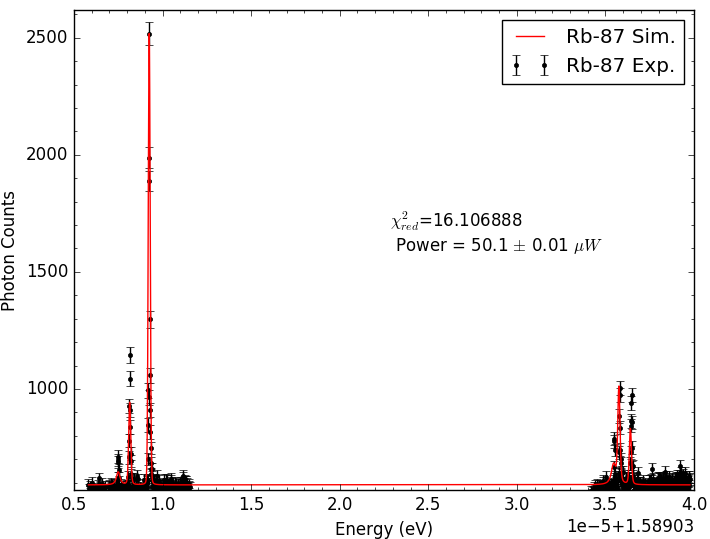 2500
2000
1500
1000
Photon Counts
Rb-87 Sim.
Rb-87 Exp.
χ²_red=16.106888
Power = 50.1 ± 0.01 μW
0.5 1.0 1.5 2.0 2.5 3.0 3.5 4.0
Energy (eV)
1e−5+1.58903